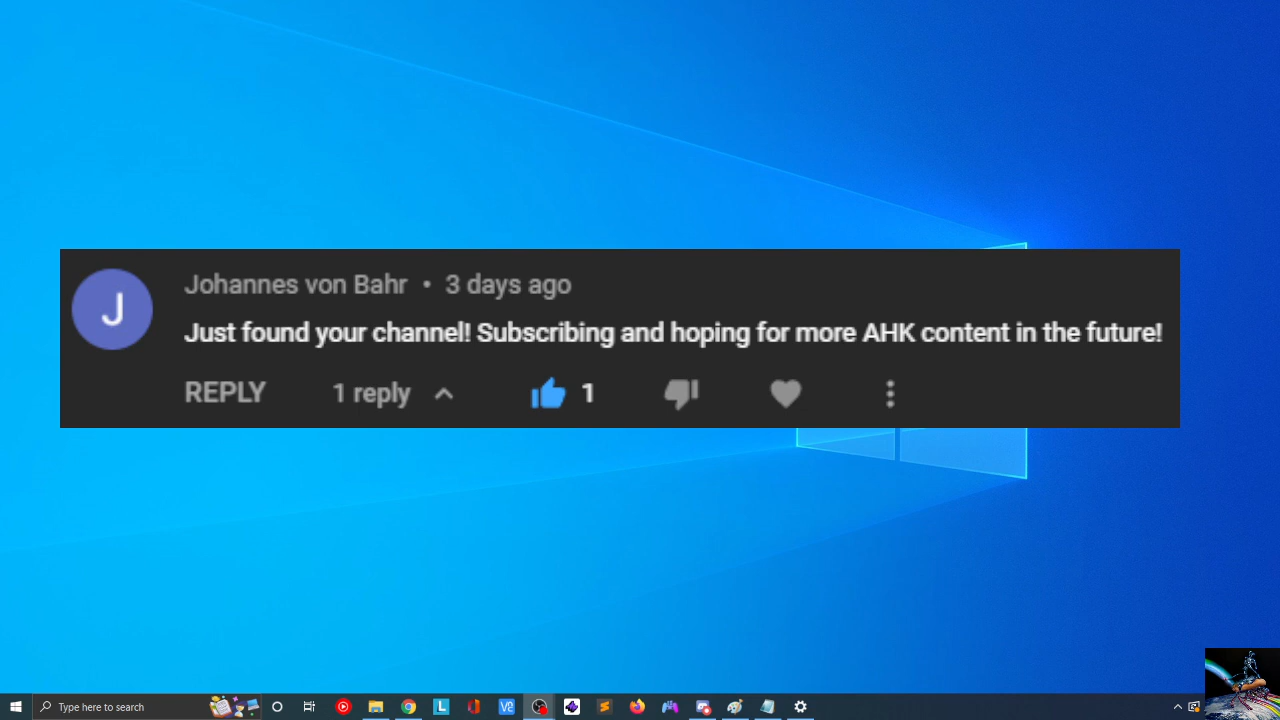 J
Johannes von Bahr • 3 days ago
Just found your channel! Subscribing and hoping for more AHK content in the future!
REPLY 1 reply 1
Type here to search